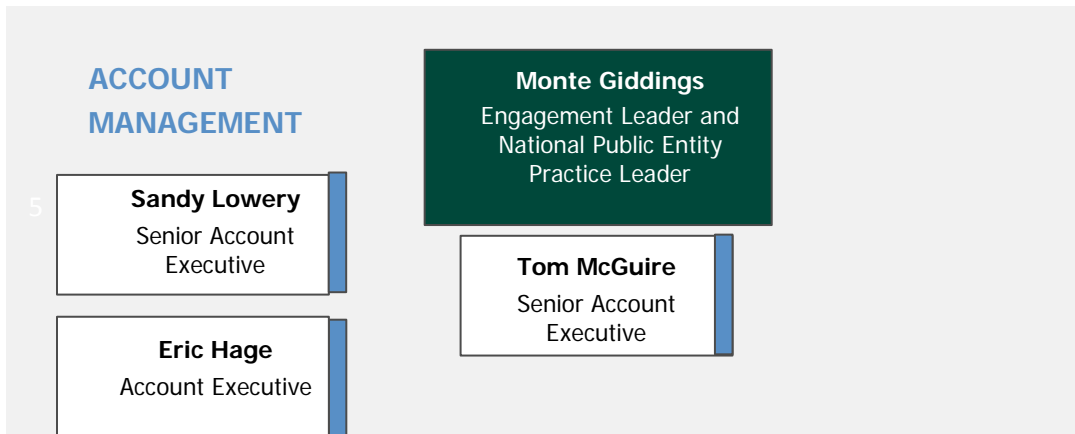 ACCOUNT
MANAGEMENT
Monte Giddings
Engagement Leader and
National Public Entity
Practice Leader
5
Sandy Lowery
Senior Account
Executive
Tom McGuire
Senior Account
Executive
Eric Hage
Account Executive